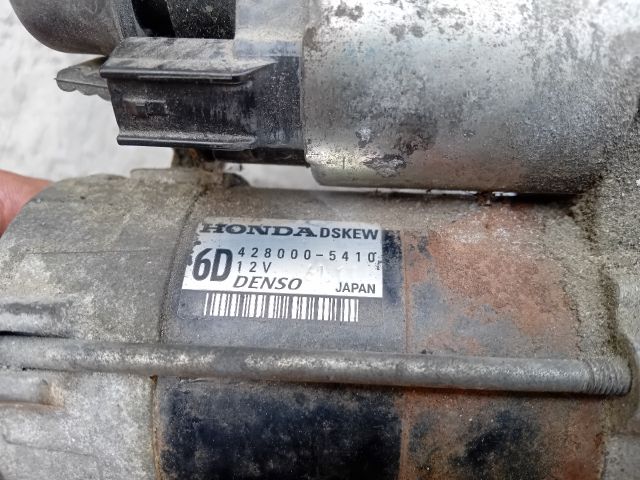 HONDA DSKEW
6D 428000-5410
12V
DENSO JAPAN